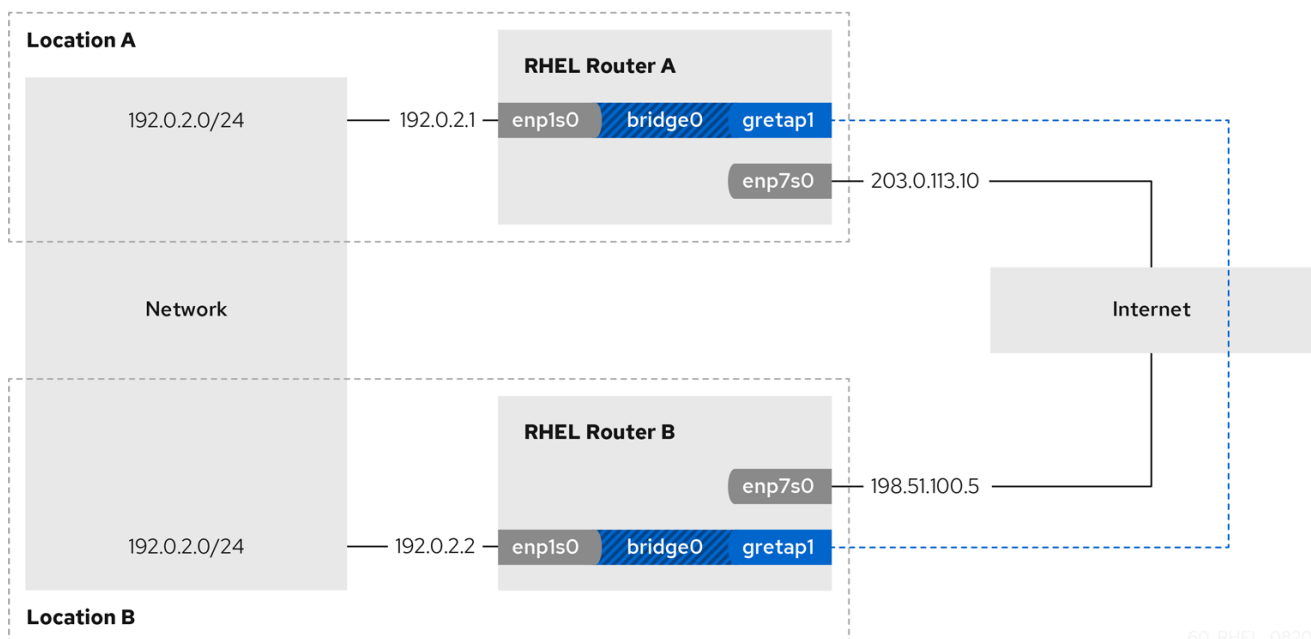 Location A
RHEL Router A
192.0.2.0/24
192.0.2.1
enp1s0
bridge0
gretap1
enp7s0
203.0.113.10
Network
Internet
RHEL Router B
enp7s0
198.51.100.5
192.0.2.0/24
192.0.2.2
enp1s0
bridge0
gretap1
Location B
60_RHEL_0820